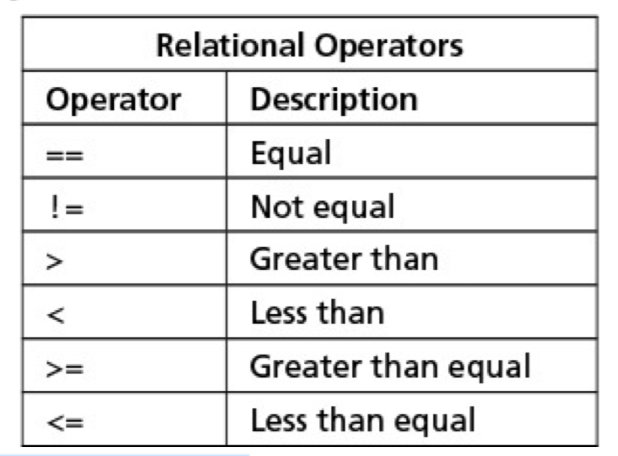 Relational Operators
Operator Description
== Equal
!= Not equal
> Greater than
< Less than
>= Greater than equal
<= Less than equal